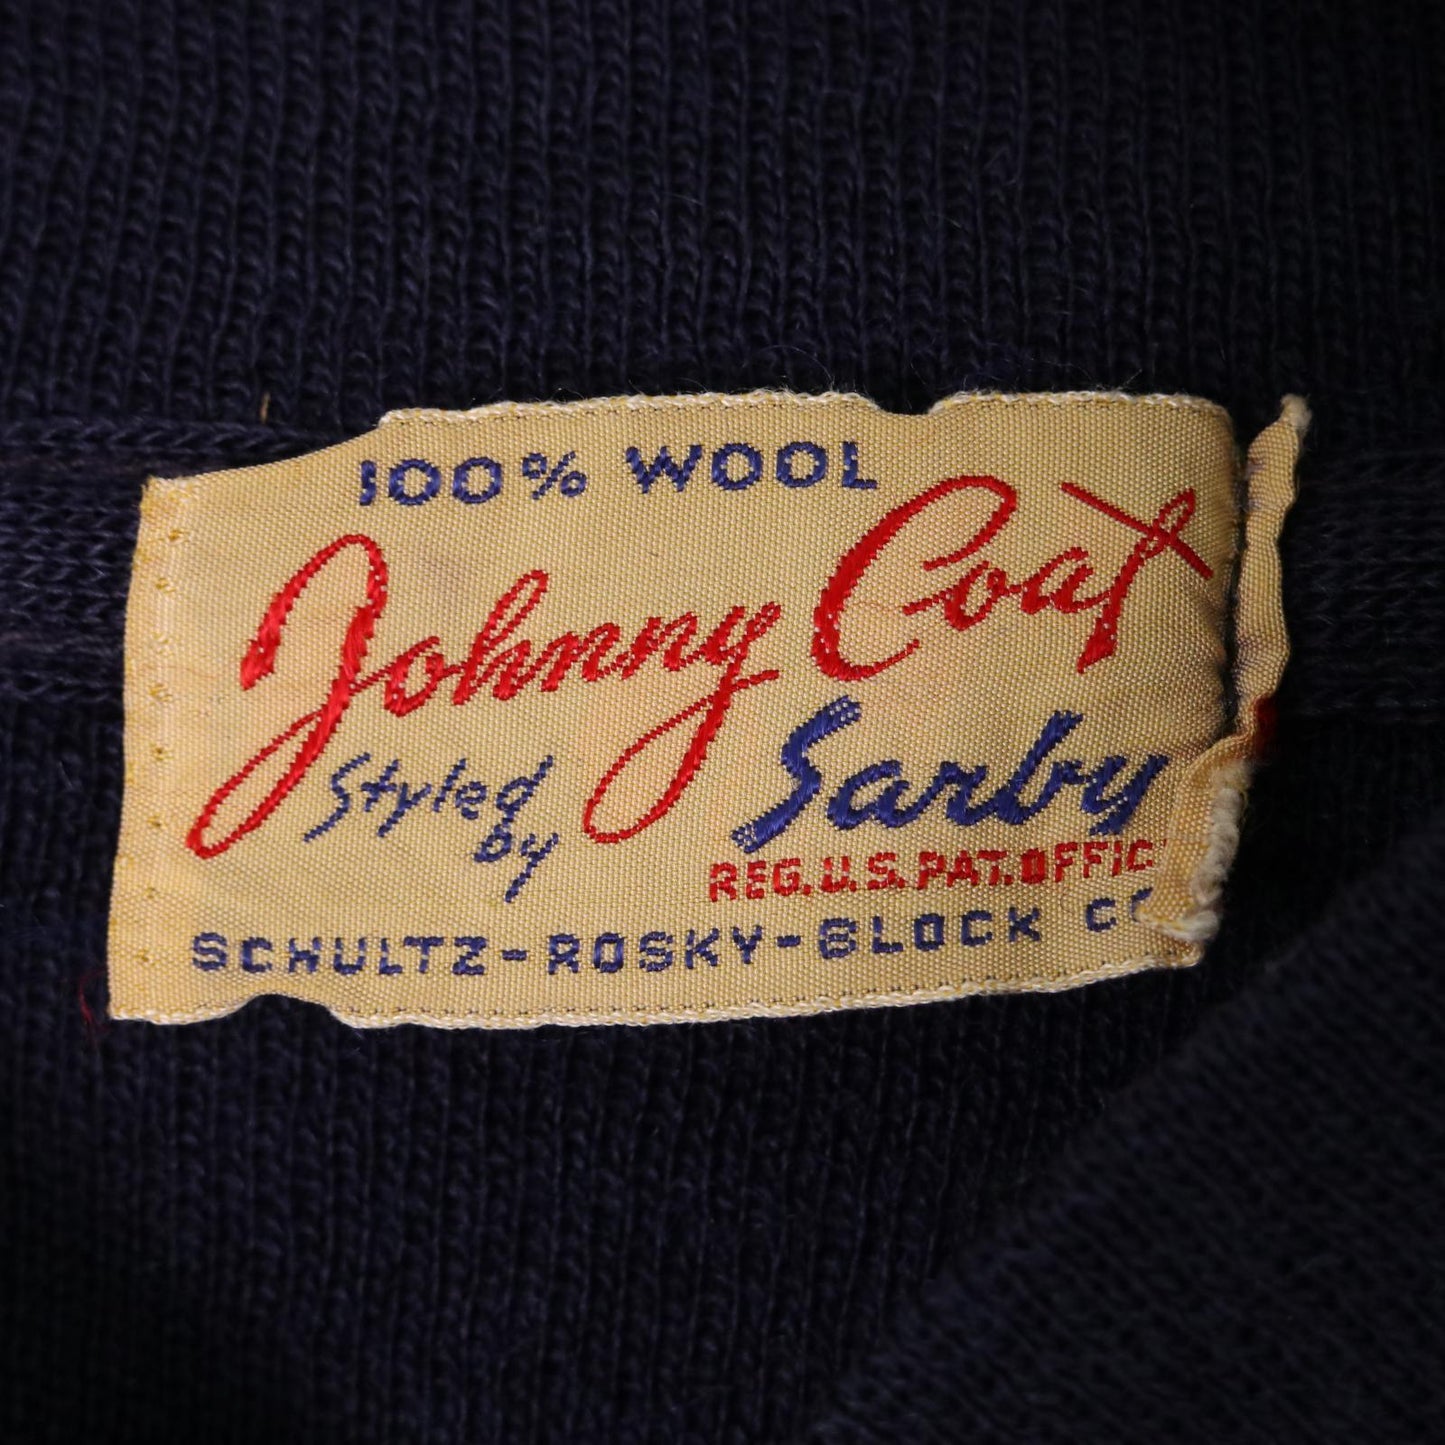 100% WOOL
Johnny Coat
Styled by
Sarby
REG. U.S. PAT. OFFIC
SCHULTZ-ROSKY-BLOCK CO